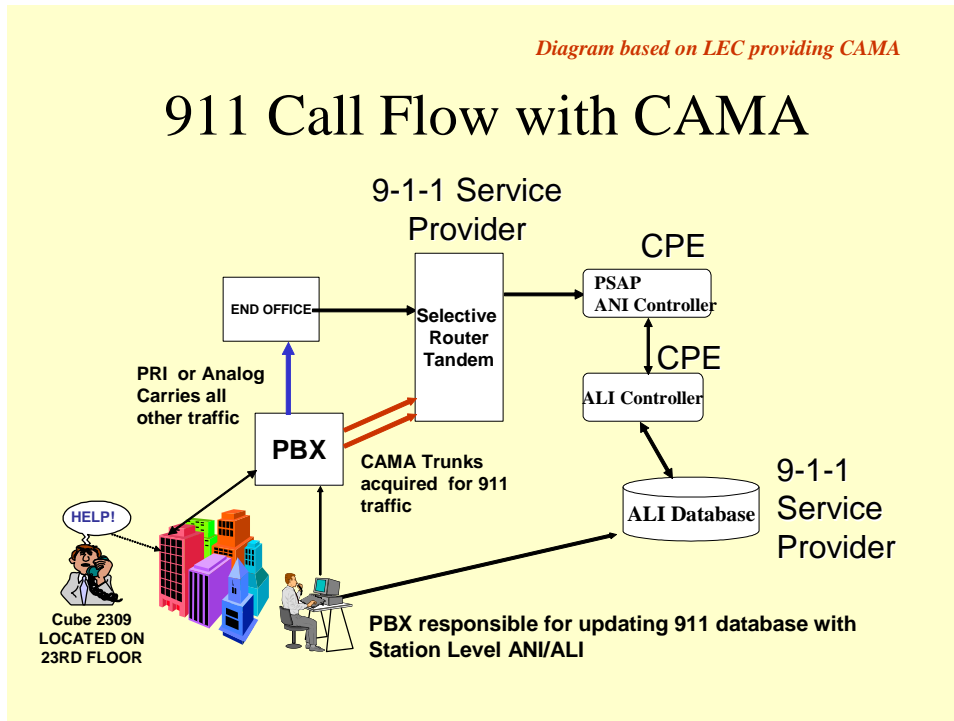 Diagram based on LEC providing CAMA
911 Call Flow with CAMA
9-1-1 Service
Provider
CPE
PSAP
ANI Controller
END OFFICE
Selective
Router
Tandem
CPE
PRI or Analog
Carries all
other traffic
ALI Controller
PBX
CAMA Trunks
acquired for 911
traffic
9-1-1
Service
Provider
ALI Database
HELP!
Cube 2309
LOCATED ON
23RD FLOOR
PBX responsible for updating 911 database with
Station Level ANI/ALI